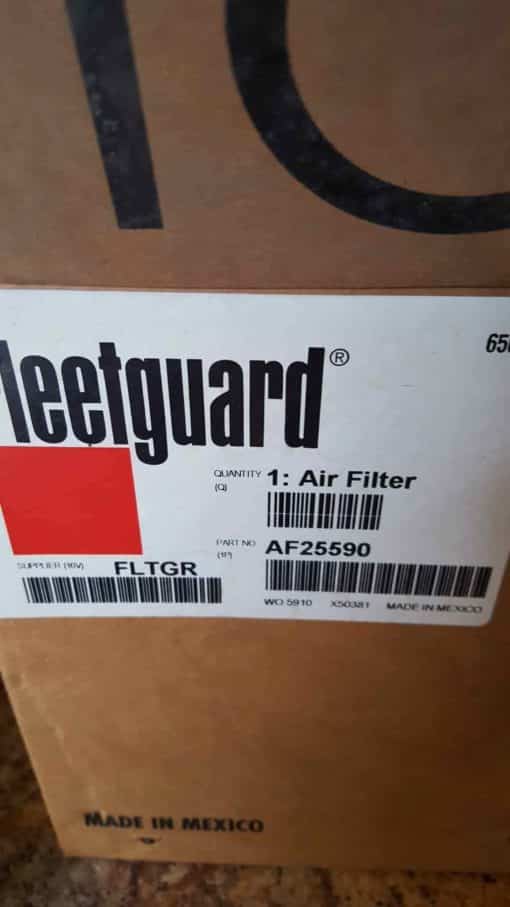 leetguard®
QUANTITY 1: Air Filter
(Q)
PART NO AF25590
(1P)
SUPPLIER (10V) FLTGR
WO 5910 X50381 MADE IN MEXICO
MADE IN MEXICO